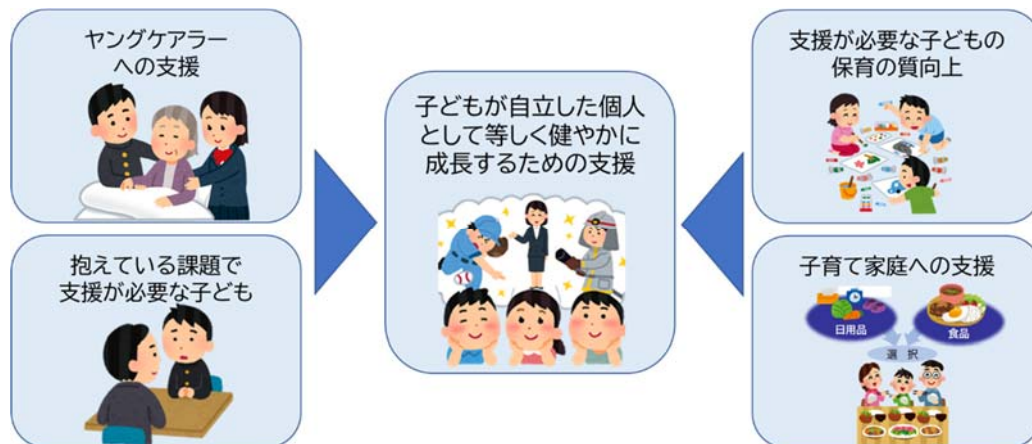 ヤングケアラー
への支援
抱えている課題で
支援が必要な子ども
子どもが自立した個人
として等しく健やかに
成長するための支援
支援が必要な子どもの
保育の質向上
子育て家庭への支援
日用品
食品
選択